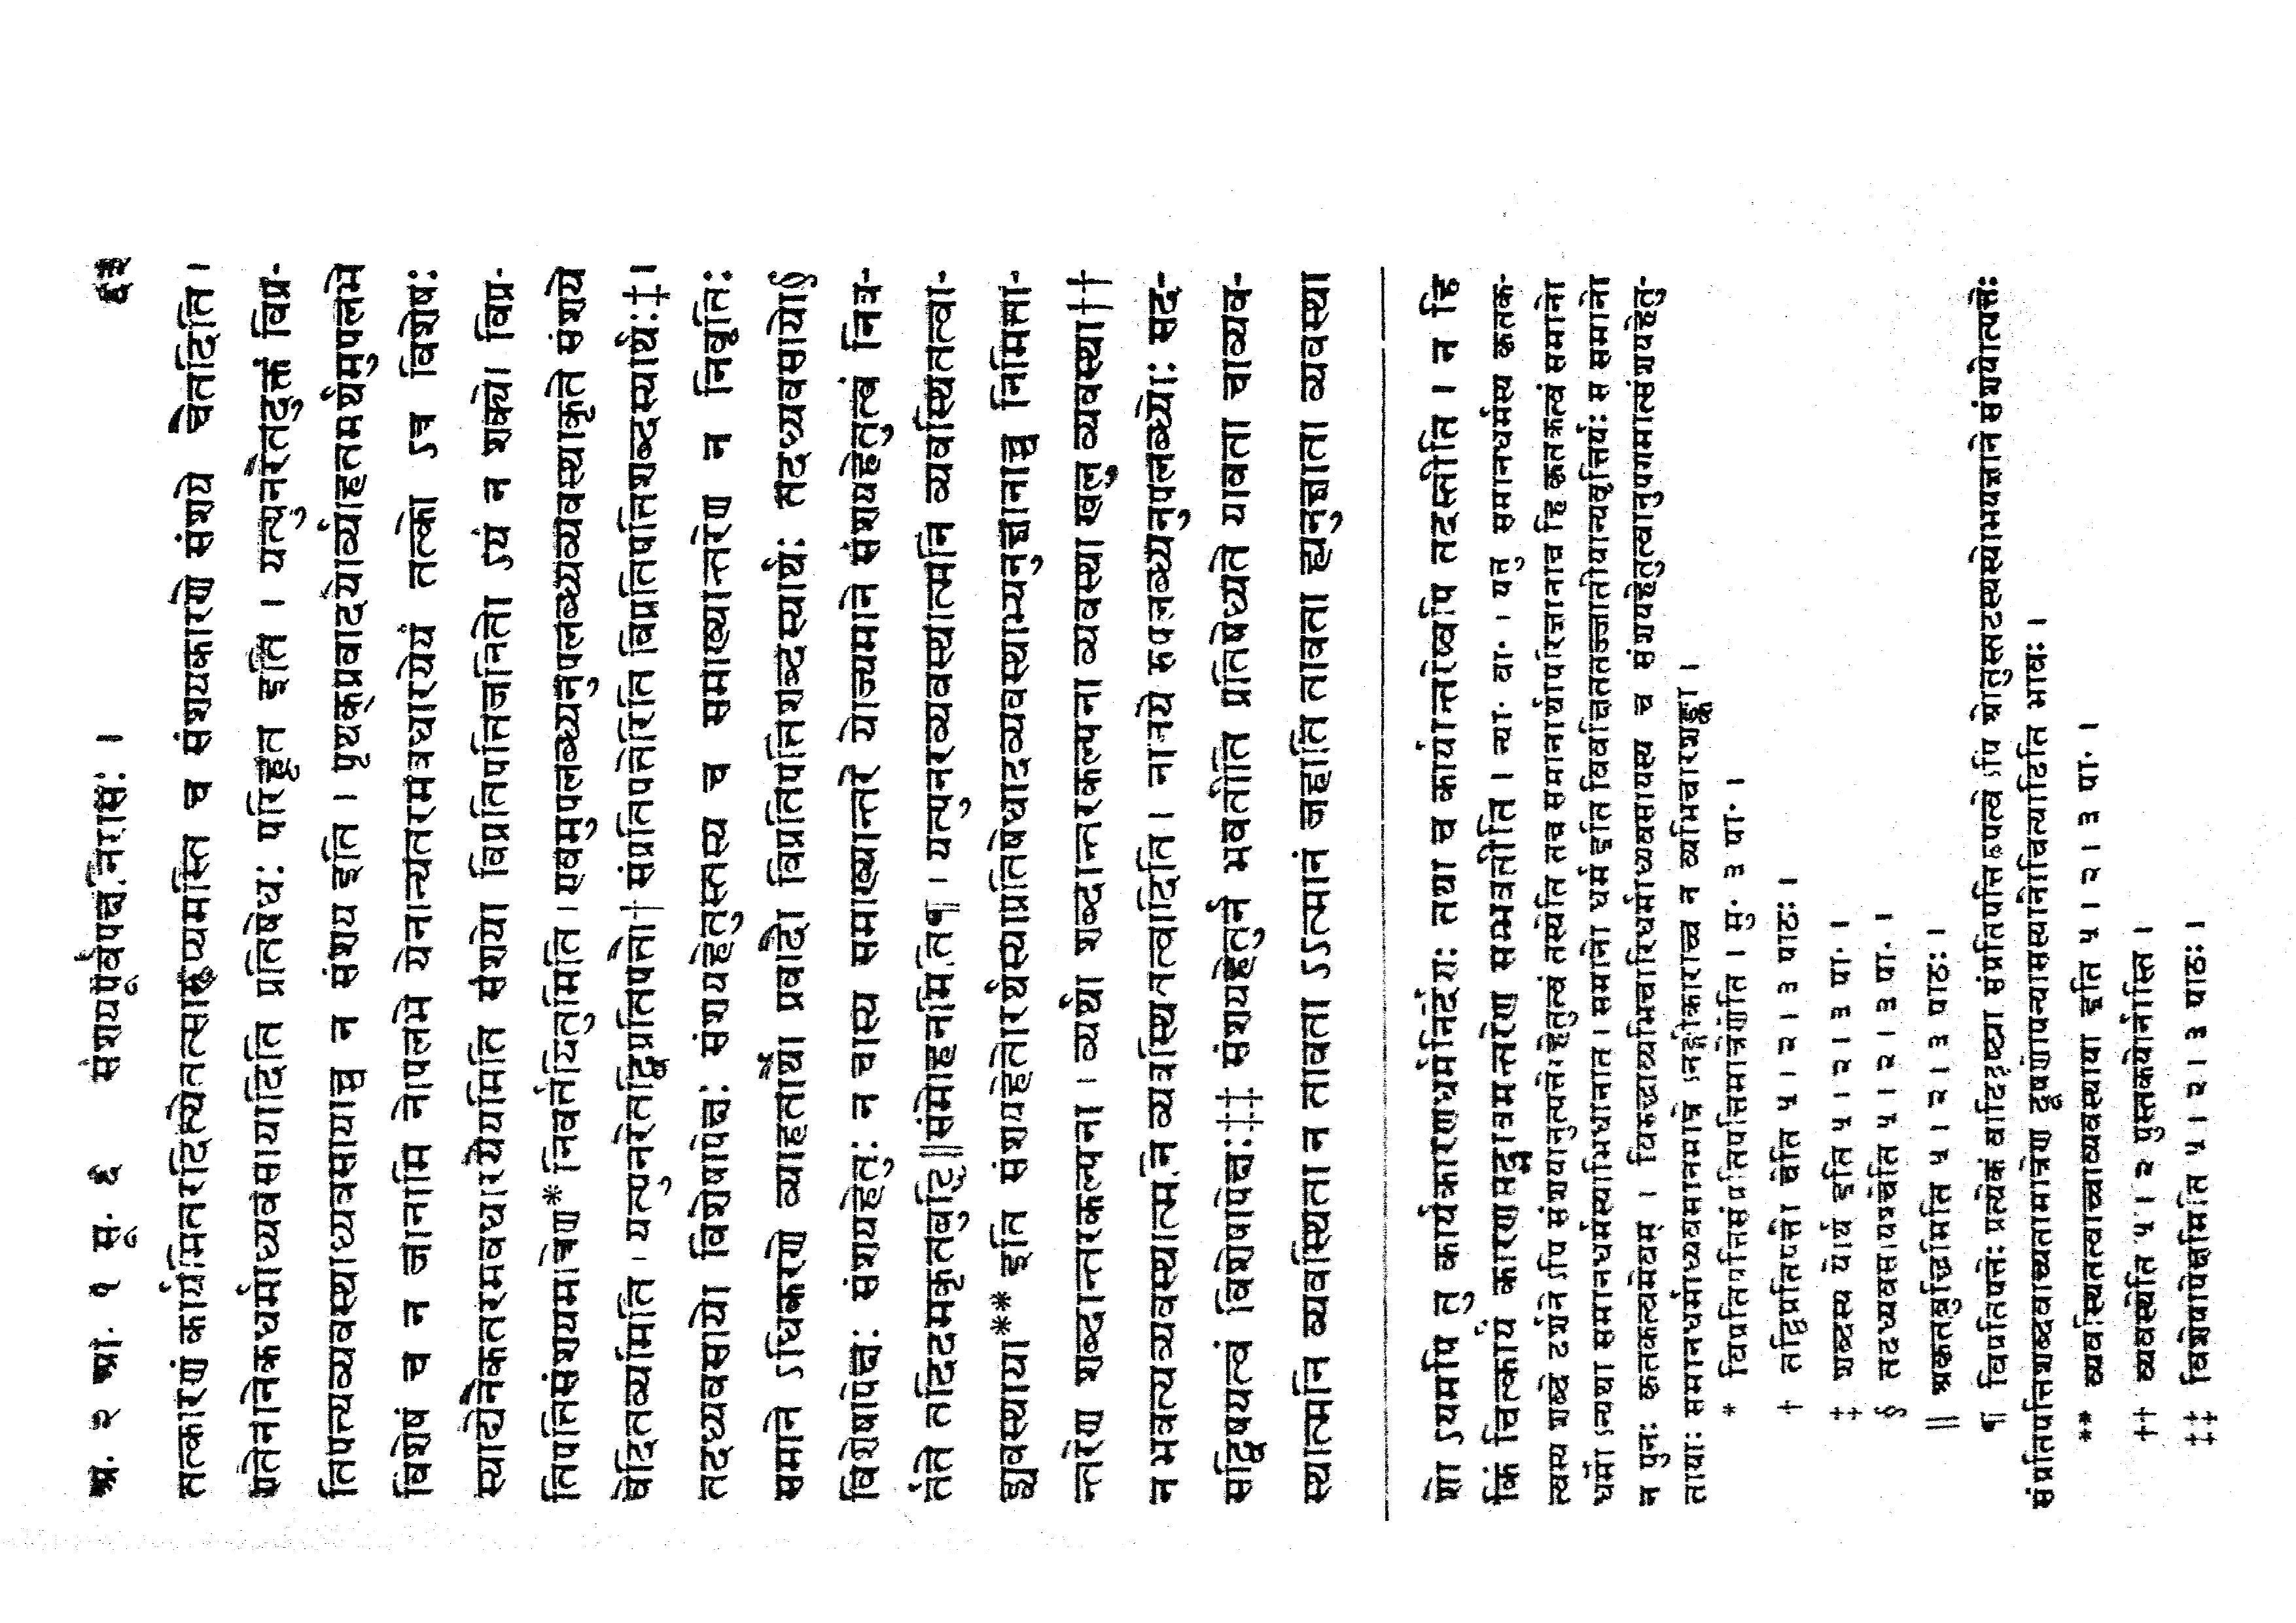 अ. २ आ. १ सू. ६ संशयपूर्वपक्षनिरासः । ६३
तत्कारणं कार्यमितरदित्येतत्सारूप्यमस्ति च संशयकारणे संशये चैतदिति ।
एतेनानेकधर्माध्यवसायादिति प्रतिषेधः परिहृत इति । यत्पुनरेतदुक्तं विप्र-
तिपत्त्यव्यवस्थाध्यवसायाच्च न संशय इति । पृथक्प्रवादयोर्व्याहतमर्थमुपलभे
विशेषं च न जानामि नोपलभे येनान्यतरमवधारयेयं तत्को ऽत्र विशेषः
स्याद्येनैकतरमवधारयेयमिति संशयो विप्रतिपत्तिजनितो ऽयं न शक्यो विप्र-
तिपत्तिसंशयमात्रेण* निवर्तयितुमिति । एवमुपलब्ध्यनुपलब्ध्यव्यवस्थाकृते संशये
वेदितव्यमिति । यत्पुनरेतद्विप्रतिपत्तौ† संप्रतिपत्तेरिति विप्रतिपत्तिशब्दस्यार्थः‡ ।
तदध्यवसायो विशेषापेक्षः संशयहेतुस्तस्य च समाख्यान्तरेण न निवृत्तिः
समाने ऽधिकरणे व्याहतार्थौ प्रवादौ विप्रतिपत्तिशब्दस्यार्थः तदध्यवसायो§
विशेषापेक्षः संशयहेतुः न चास्य समाख्यान्तरे योज्यमाने संशयहेतुत्वं निव-
र्तते तदिदमकृतबुद्धि‖संमोहनमिति¶ । यत्पुनरव्यवस्थात्मनि व्यवस्थितत्वा-
द्व्यवस्थाया** इति संशयहेतोरर्थस्याप्रतिषेधादव्यवस्थाभ्यनुज्ञानाच्च निमित्ता-
न्तरेण शब्दान्तरकल्पना । व्यर्था शब्दान्तरकल्पना व्यवस्था खलु व्यवस्था††
न भवत्यव्यवस्थात्मनि व्यवस्थितत्वादिति । नानयोरुपलब्ध्यनुपलब्ध्योः सद-
सद्विषयत्वं विशेषापेक्षः‡‡ संशयहेतुर्न भवतीति प्रतिषेध्यते यावता चाव्यव-
स्थात्मनि व्यवस्थिता न तावता ऽऽत्मानं जहाति तावता ह्यनुज्ञाता व्यवस्था
शो ऽयमपि तु कार्यकारणधर्मनिर्देशः तथा च कार्यान्तरेष्वपि तदस्तीति । न हि
किं चित्कार्यं कारणसद्भावमन्तरेण सम्भवतीति । न्या. वा. । यत्तु समानधर्मस्य कृतक-
त्वस्य शब्दे दर्शने ऽपि संशयानुत्पत्तेरहेतुत्वं तस्येति तच्च समानार्थापरिज्ञानान्न हि कृतकत्वं समानो
धर्मो ऽन्यथा समानधर्मस्याभिधानात् । समानो धर्म इति विवक्षिततज्जातीयान्यवृत्तिर्यः स समानो
न पुनः कृतकत्वमेवम् । विरुद्धाव्यभिचारिधर्माध्यवसायस्य च संशयहेतुत्वानुपगमात्संशयहेतु-
तायाः समानधर्माध्यवसानमात्रे ऽनङ्गीकाराच्च न व्यभिचारशङ्का ।
* विप्रतिपत्तिसंप्रतिपत्तिमात्रेणेति । मु. ३ पा. ।
† तद्विप्रतिपत्तौ चेति ५ । २ । ३ पाठः ।
‡ शब्दस्य योर्थ इति ५ । २ । ३ पा. ।
§ तदध्यवसायश्चेति ५ । २ । ३ पा. ।
‖ अकृतबुद्धिमिति ५ । २ । ३ पाठः ।
¶ विप्रतिपत्तेः प्रत्येकं वादिदृष्ट्या संप्रतिपत्तिरूपत्वे ऽपि श्रोतुस्तटस्थस्योभयज्ञाने संशयोत्पत्तेः
संप्रतिपत्तिशब्दवाच्यतामात्रेण दूषणोपन्यासस्यानौचित्यादिति भावः ।
** व्यवस्थितत्वाच्चाव्यवस्थाया इति ५ । २ । ३ पा. ।
†† व्यवस्थेति ५ । २ पुस्तकयोर्नास्ति ।
‡‡ विशेषापेक्षमिति ५ । २ । ३ पाठः ।